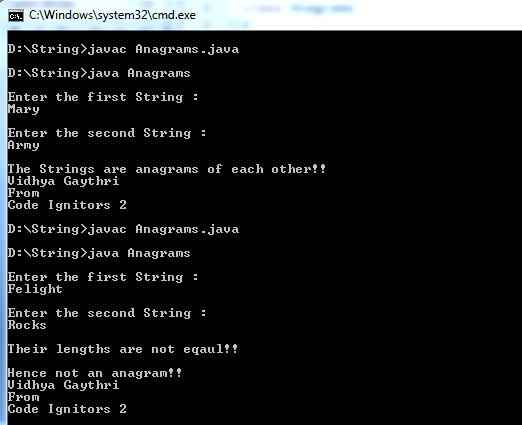 C:\Windows\system32\cmd.exe
D:\String>javac Anagrams.java
D:\String>java Anagrams
Enter the first String :
Mary
Enter the second String :
Army
The Strings are anagrams of each other!!
Vidhya Gaythri
From
Code Ignitors 2
D:\String>javac Anagrams.java
D:\String>java Anagrams
Enter the first String :
Felight
Enter the second String :
Rocks
Their lengths are not eqaul!!
Hence not an anagram!!
Vidhya Gaythri
From
Code Ignitors 2